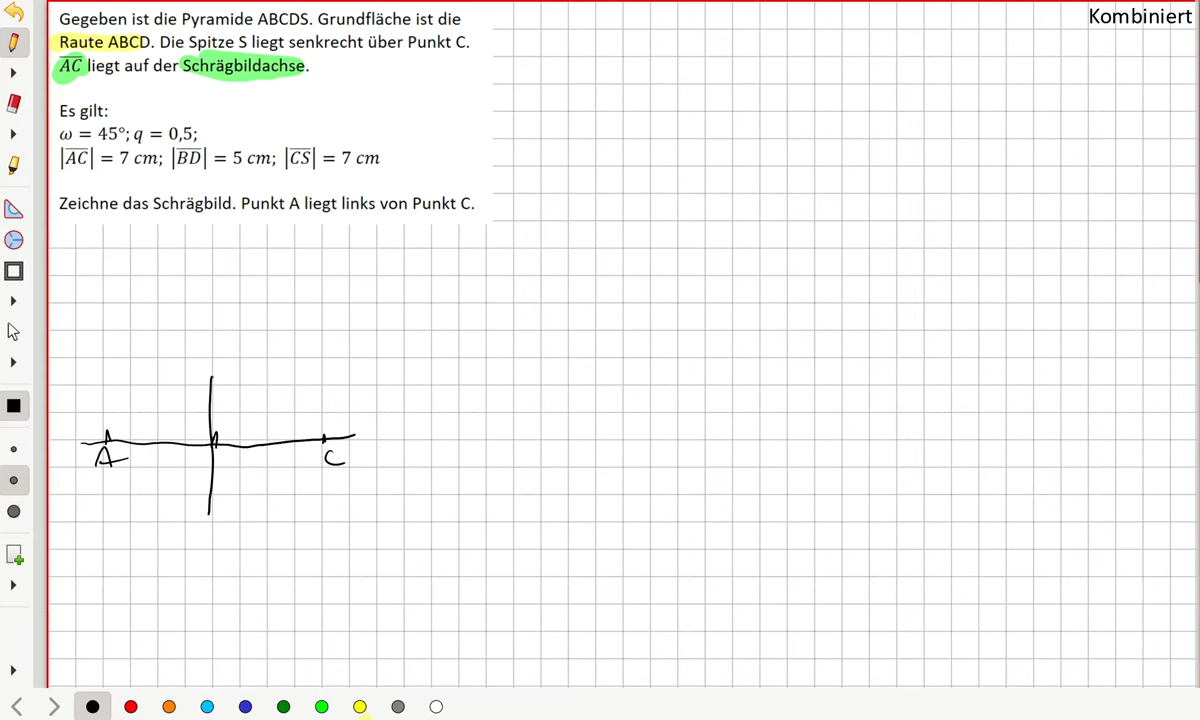 Kombiniert
Gegeben ist die Pyramide ABCDS. Grundfläche ist die
Raute ABCD. Die Spitze S liegt senkrecht über Punkt C.
AC liegt auf der Schrägbildachse.
Es gilt:
ω = 45°; q = 0,5;
|AC| = 7 cm; |BD| = 5 cm; |CS| = 7 cm
Zeichne das Schrägbild. Punkt A liegt links von Punkt C.
A C